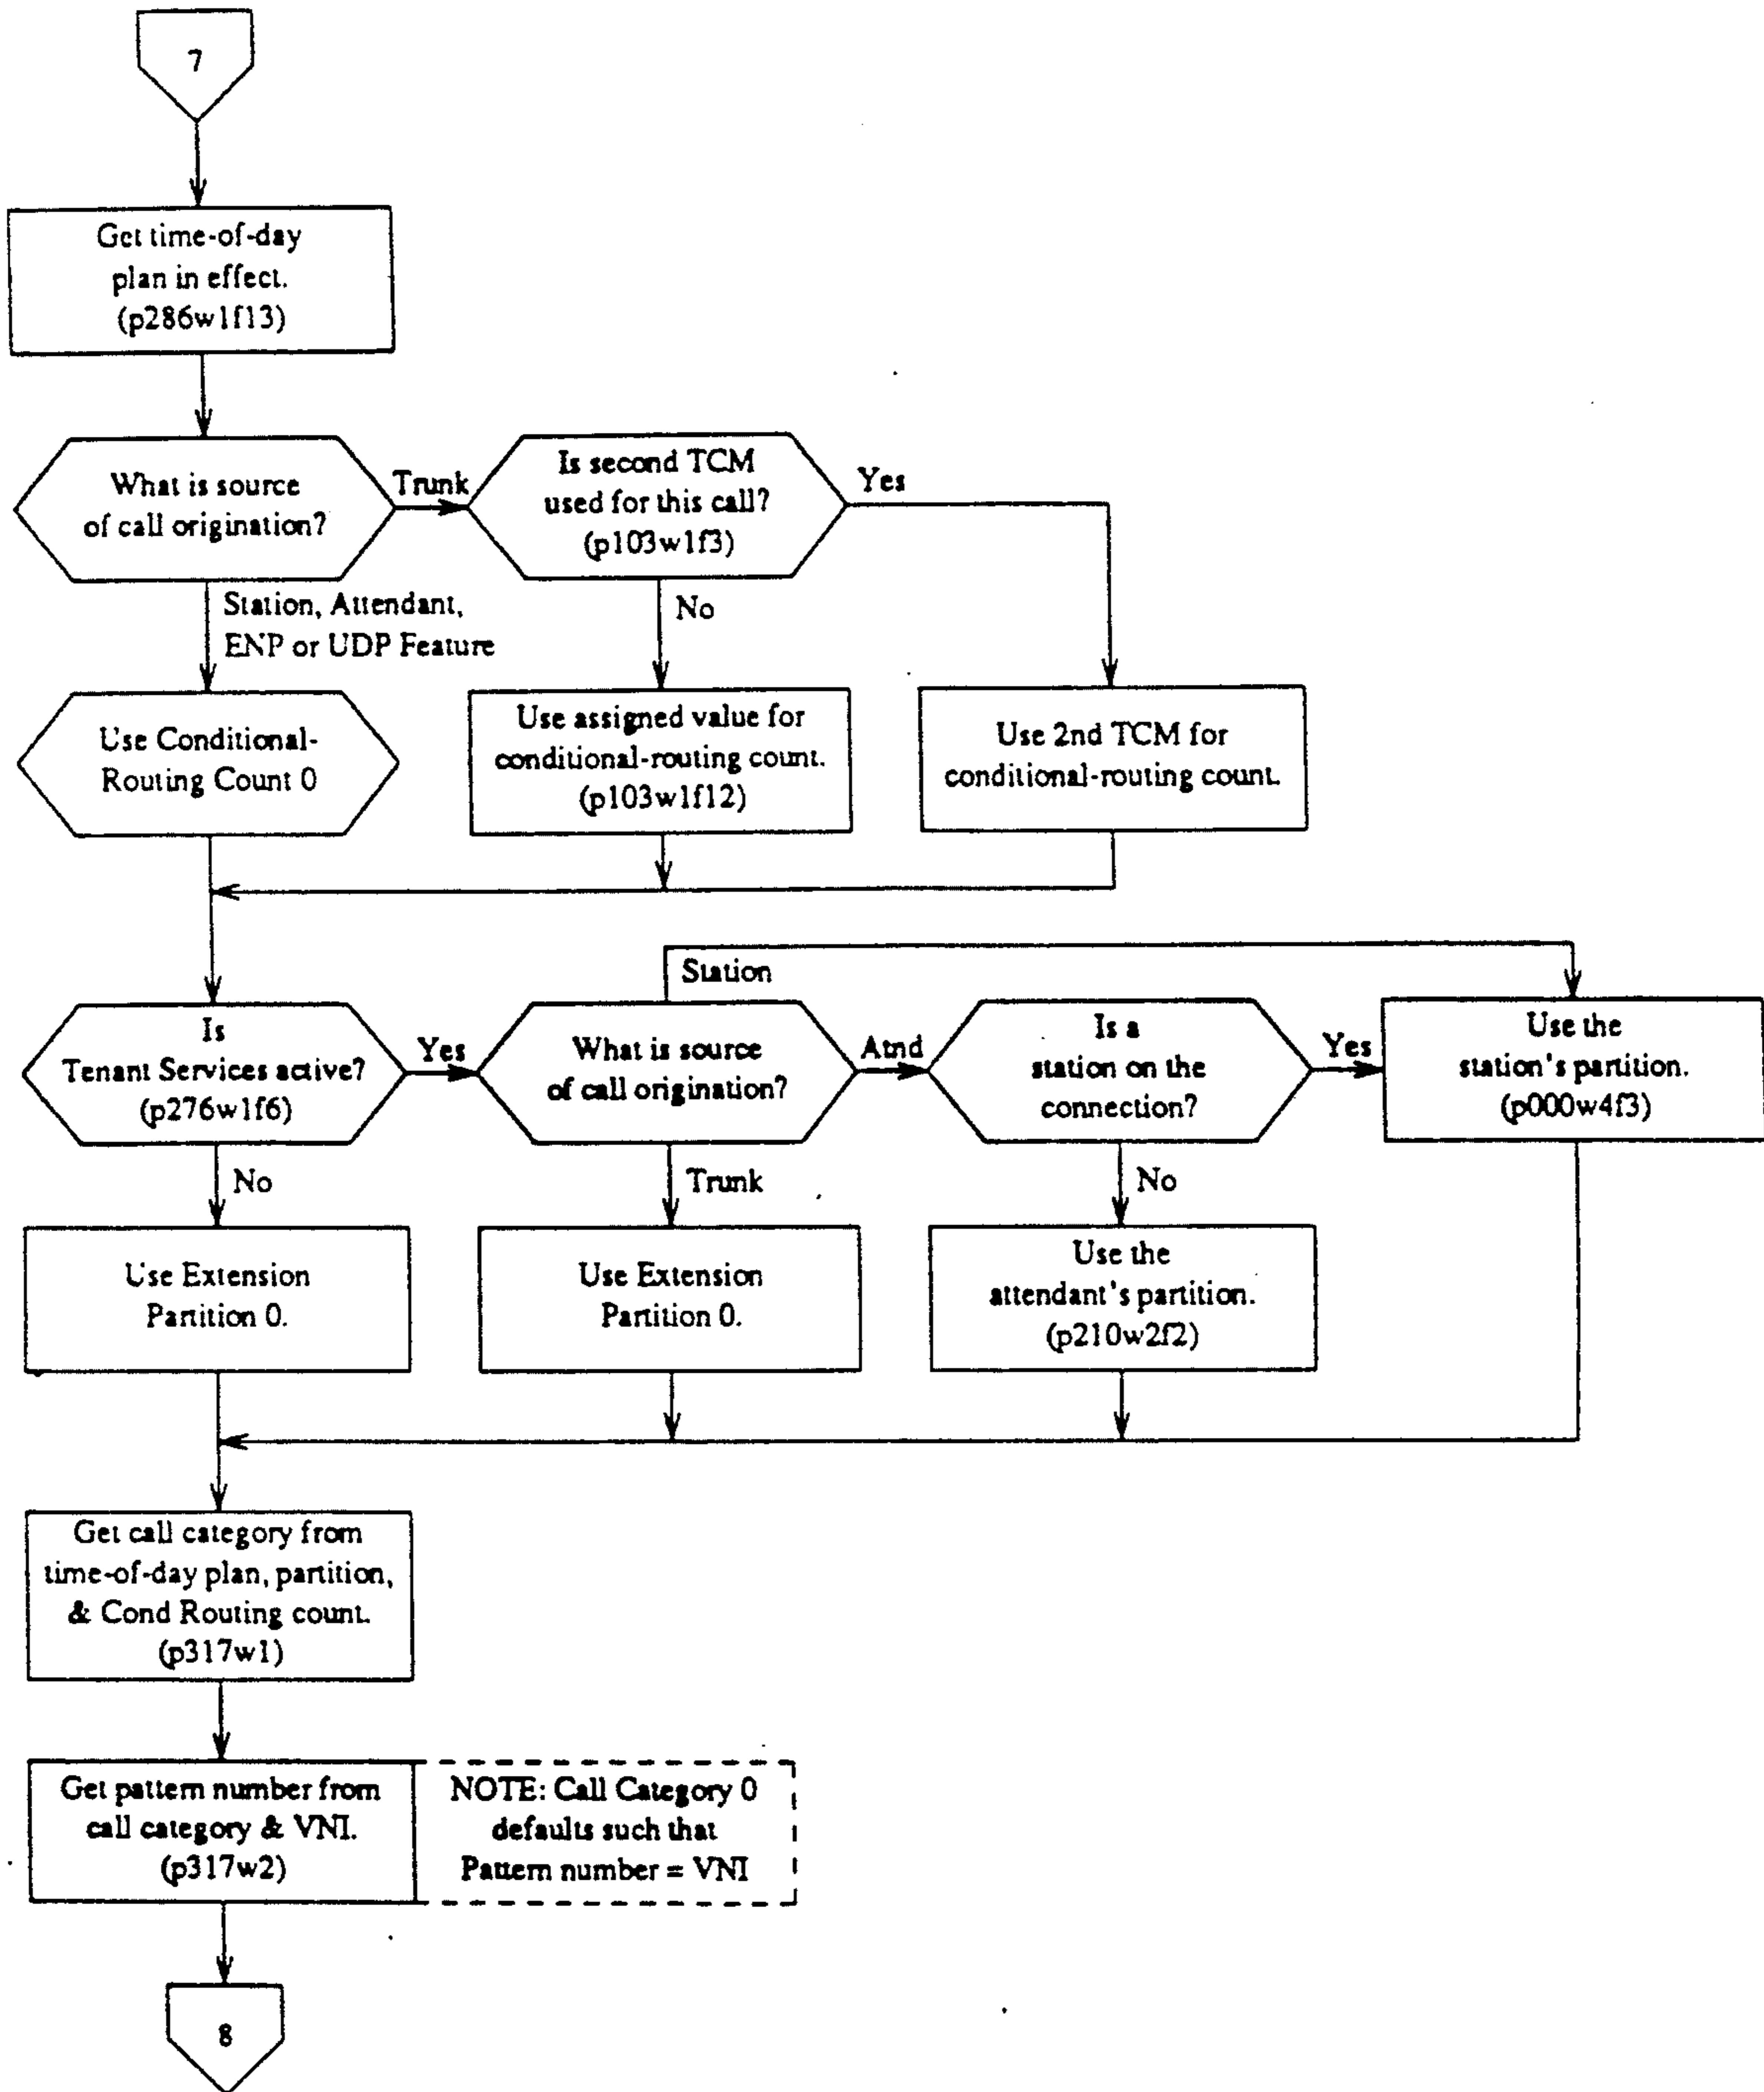 7
Get time-of-day
plan in effect.
(p286w1f13)
What is source
of call origination?
Trunk
Is second TCM
used for this call?
(p103w1f3)
Yes
Station, Attendant,
ENP or UDP Feature
No
Use Conditional-
Routing Count 0
Use assigned value for
conditional-routing count.
(p103w1f12)
Use 2nd TCM for
conditional-routing count.
Station
Is
Tenant Services active?
(p276w1f6)
Yes
What is source
of call origination?
Atnd
Is a
station on the
connection?
Yes
Use the
station's partition.
(p000w4f3)
No
Trunk
No
Use Extension
Partition 0.
Use Extension
Partition 0.
Use the
attendant's partition.
(p210w2f2)
Get call category from
time-of-day plan, partition,
& Cond Routing count.
(p317w1)
Get pattern number from
call category & VNI.
(p317w2)
NOTE: Call Category 0
defaults such that
Pattern number = VNI
8